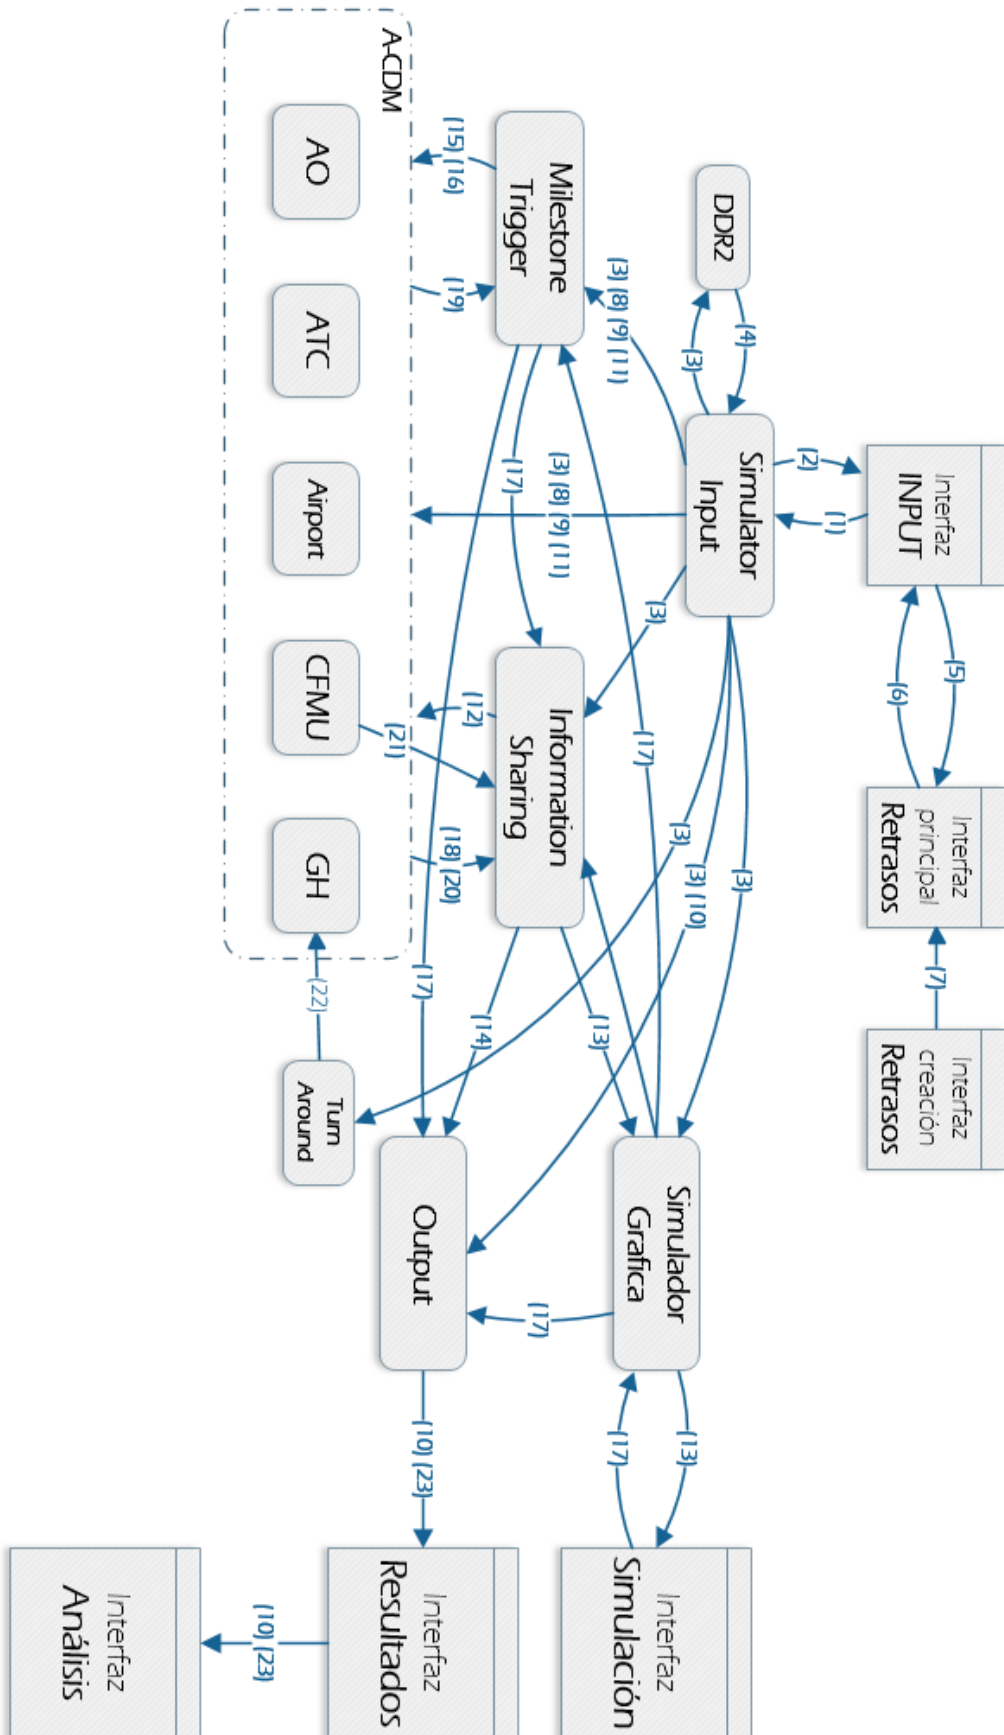 Interfaz
INPUT
(5)
(6)
Interfaz
principal
Retrasos
(7)
Interfaz
creación
Retrasos
(2)
(1)
DDR2
(4)
(3)
Simulator
Input
(3) (8) (9) (11)
(3) (8) (9) (11)
(3)
(3)
(3) (10)
(3)
(17)
Milestone
Trigger
(17)
(17)
Information
Sharing
(13)
(14)
Simulador
Grafica
(13)
(17)
Interfaz
Simulación
(17)
(15) (16)
(19)
(12)
(21)
(18) (20)
A-CDM
AO
ATC
Airport
CFMU
GH
(22)
Turn
Around
Output
(10) (23)
Interfaz
Resultados
(10) (23)
Interfaz
Análisis